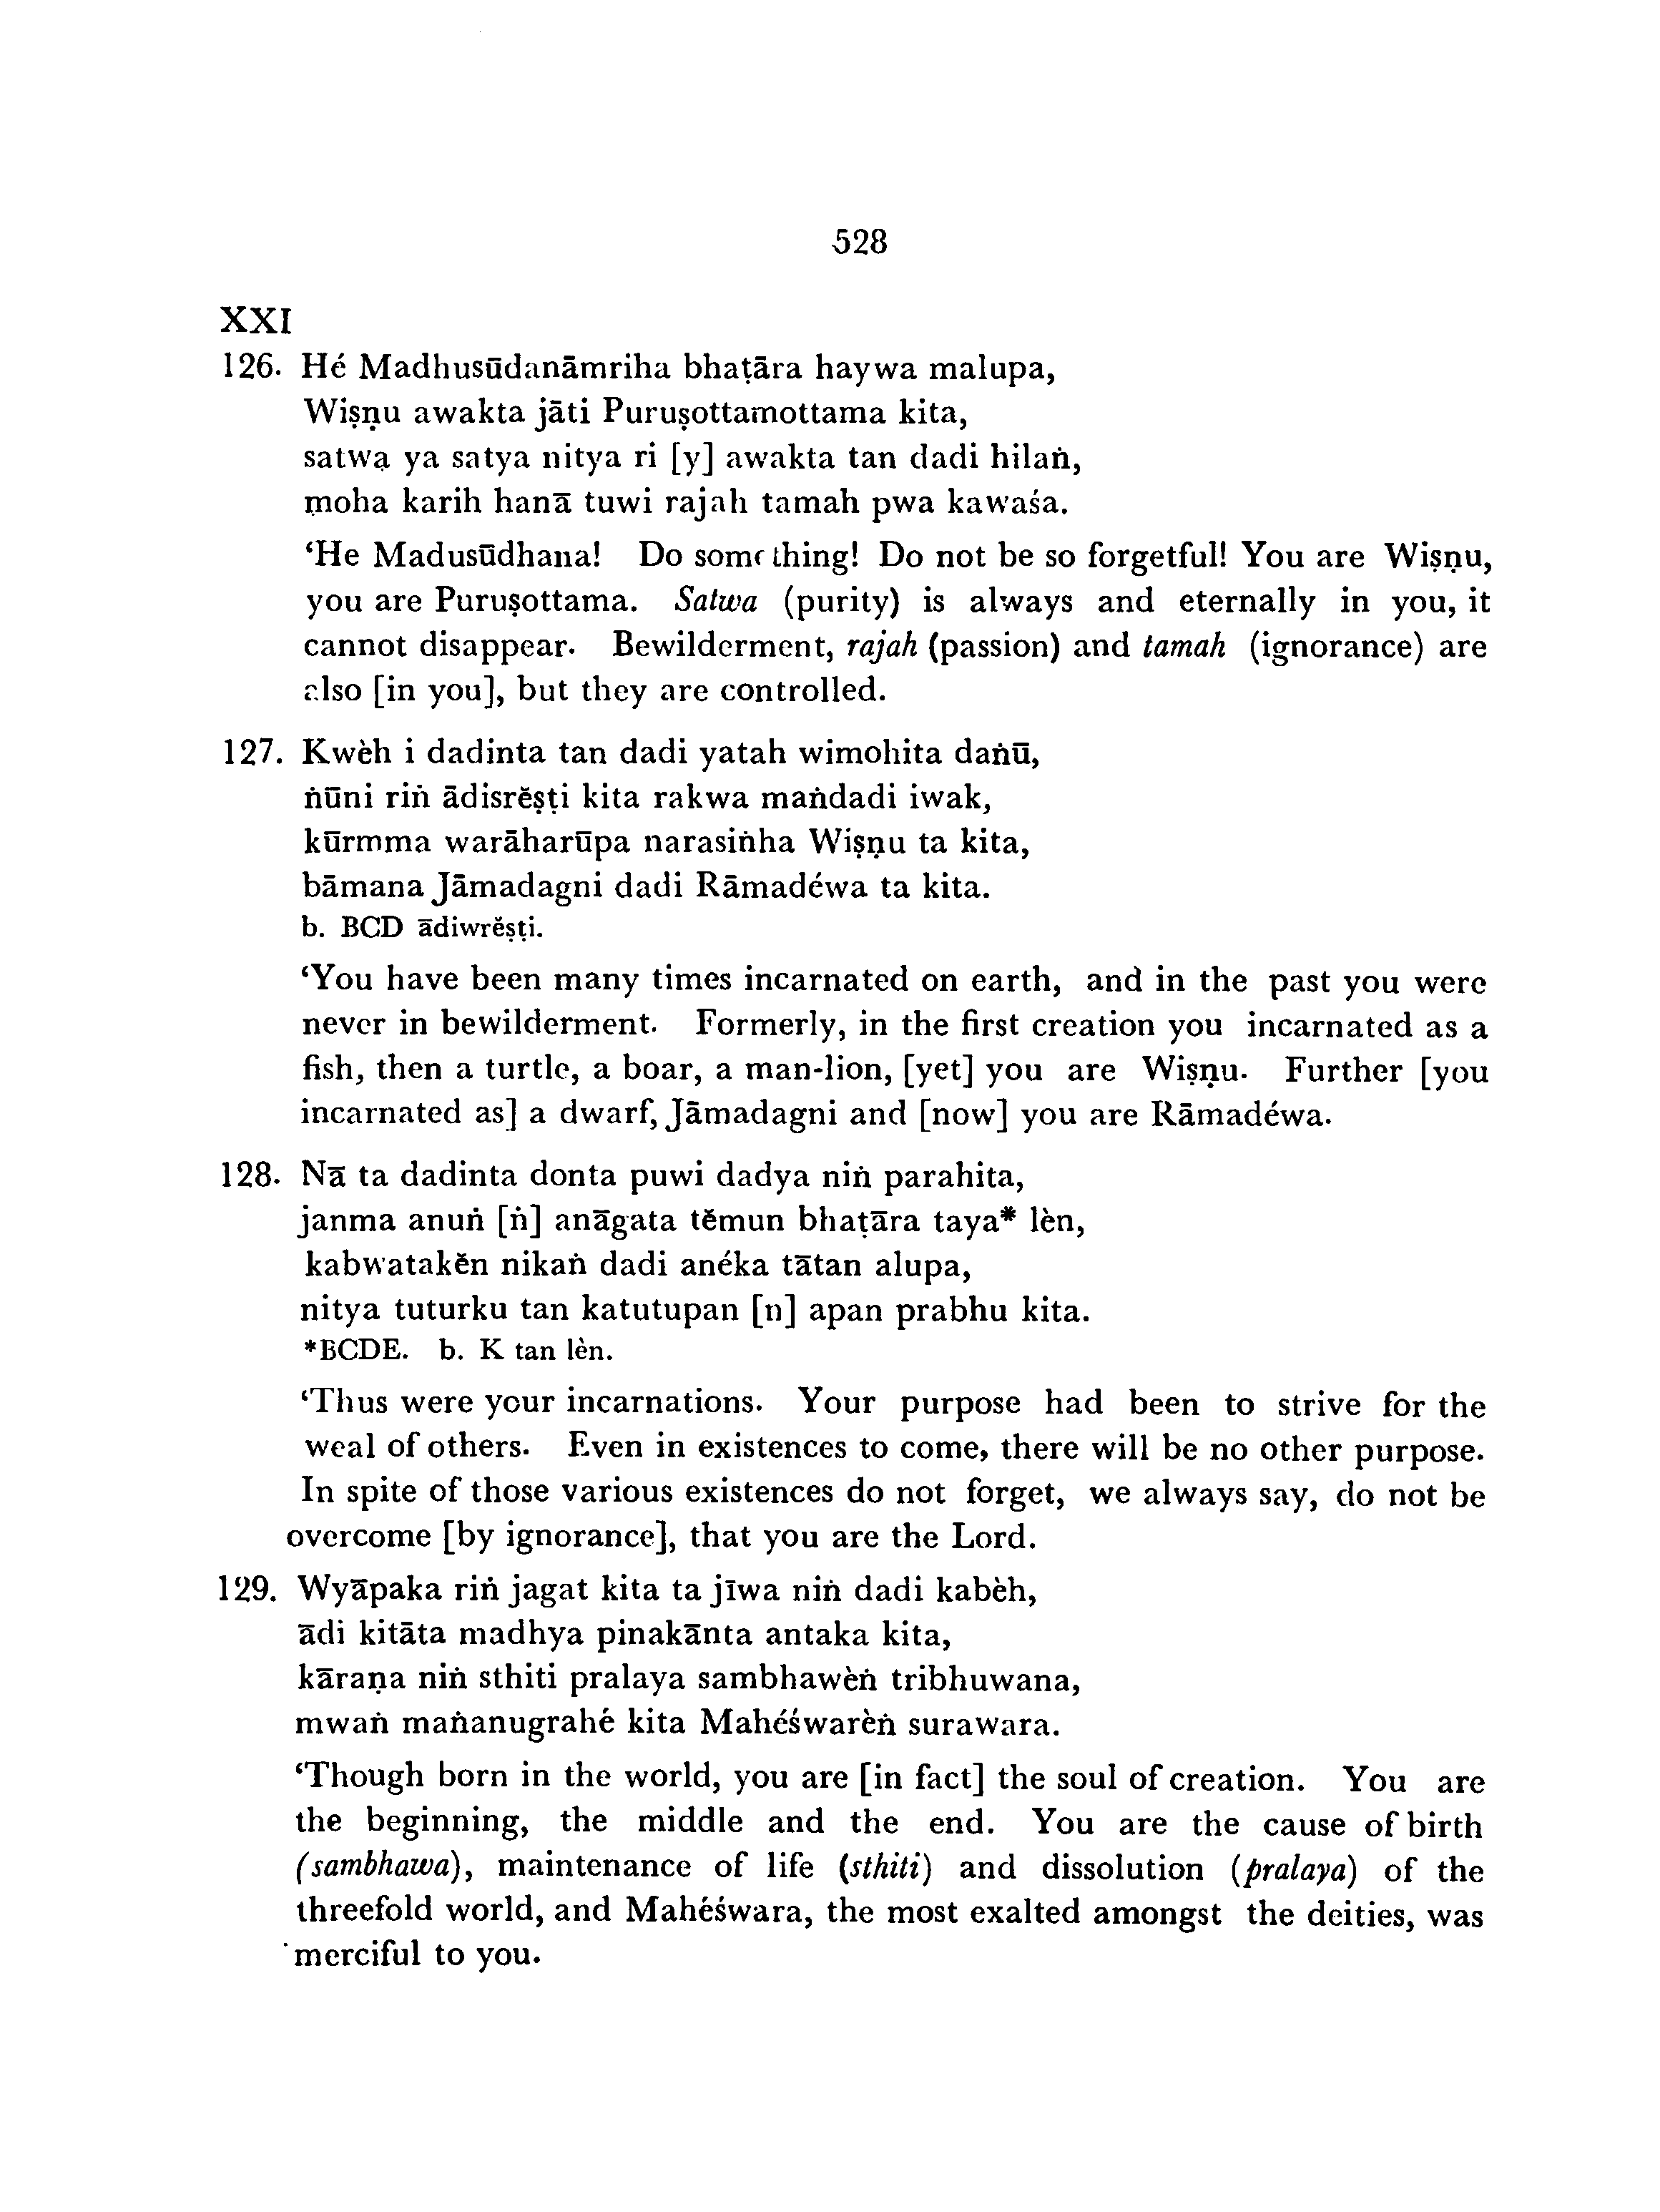 528
XXI
126. Hé Madhusūdanāmriha bhaṭāra haywa malupa,
Wiṣṇu awakta jāti Puruṣottamottama kita,
satwa ya satya nitya ri [y] awakta tan dadi hilaṅ,
moha karih hanā tuwi rajah tamah pwa kawaśa.
‘He Madusūdhana! Do something! Do not be so forgetful! You are Wiṣṇu,
you are Puruṣottama. Satwa (purity) is always and eternally in you, it
cannot disappear. Bewilderment, rajah (passion) and tamah (ignorance) are
also [in you], but they are controlled.
127. Kwèh i dadinta tan dadi yatah wimohita daṅū,
ṅūni riṅ ādisrĕṣṭi kita rakwa maṅdadi iwak,
kūrmma warāharūpa narasiṅha Wiṣṇu ta kita,
bāmana Jāmadagni dadi Rāmadéwa ta kita.
b. BCD ādiwrĕṣṭi.
‘You have been many times incarnated on earth, and in the past you were
never in bewilderment. Formerly, in the first creation you incarnated as a
fish, then a turtle, a boar, a man-lion, [yet] you are Wiṣṇu. Further [you
incarnated as] a dwarf, Jāmadagni and [now] you are Rāmadéwa.
128. Nā ta dadinta donta puwi dadya niṅ parahita,
janma anuṅ [ṅ] anāgata tĕmun bhaṭāra taya* lèn,
kabwatakĕn nikaṅ dadi anéka tātan alupa,
nitya tuturku tan katutupan [n] apan prabhu kita.
*BCDE. b. K tan lèn.
‘Thus were your incarnations. Your purpose had been to strive for the
weal of others. Even in existences to come, there will be no other purpose.
In spite of those various existences do not forget, we always say, do not be
overcome [by ignorance], that you are the Lord.
129. Wyāpaka riṅ jagat kita ta jīwa niṅ dadi kabèh,
ādi kitāta madhya pinakānta antaka kita,
kāraṇa niṅ sthiti pralaya sambhawèṅ tribhuwana,
mwaṅ maṅanugrahé kita Mahéśwarèṅ surawara.
‘Though born in the world, you are [in fact] the soul of creation. You are
the beginning, the middle and the end. You are the cause of birth
(sambhawa), maintenance of life (sthiti) and dissolution (pralaya) of the
threefold world, and Mahéśwara, the most exalted amongst the deities, was
merciful to you.